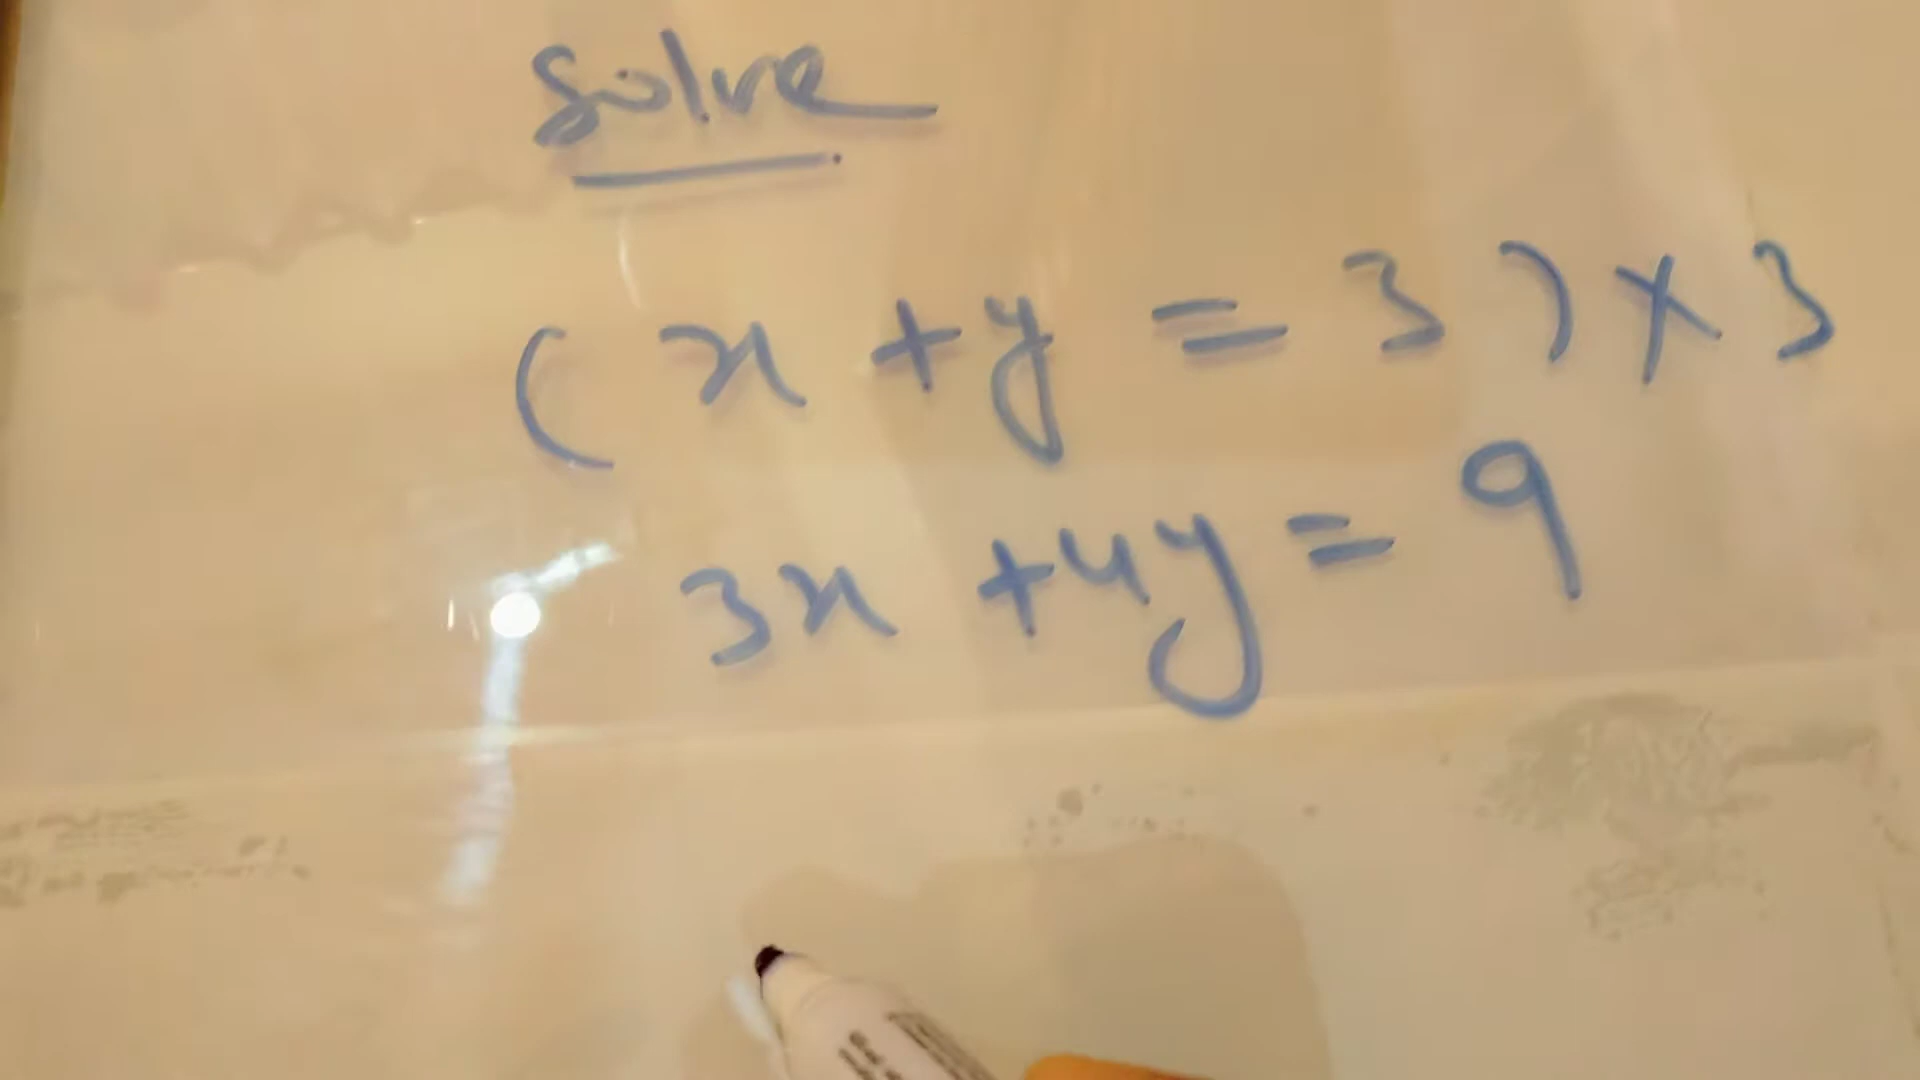 solve
(x + y = 3) × 3
3x + 4y = 9